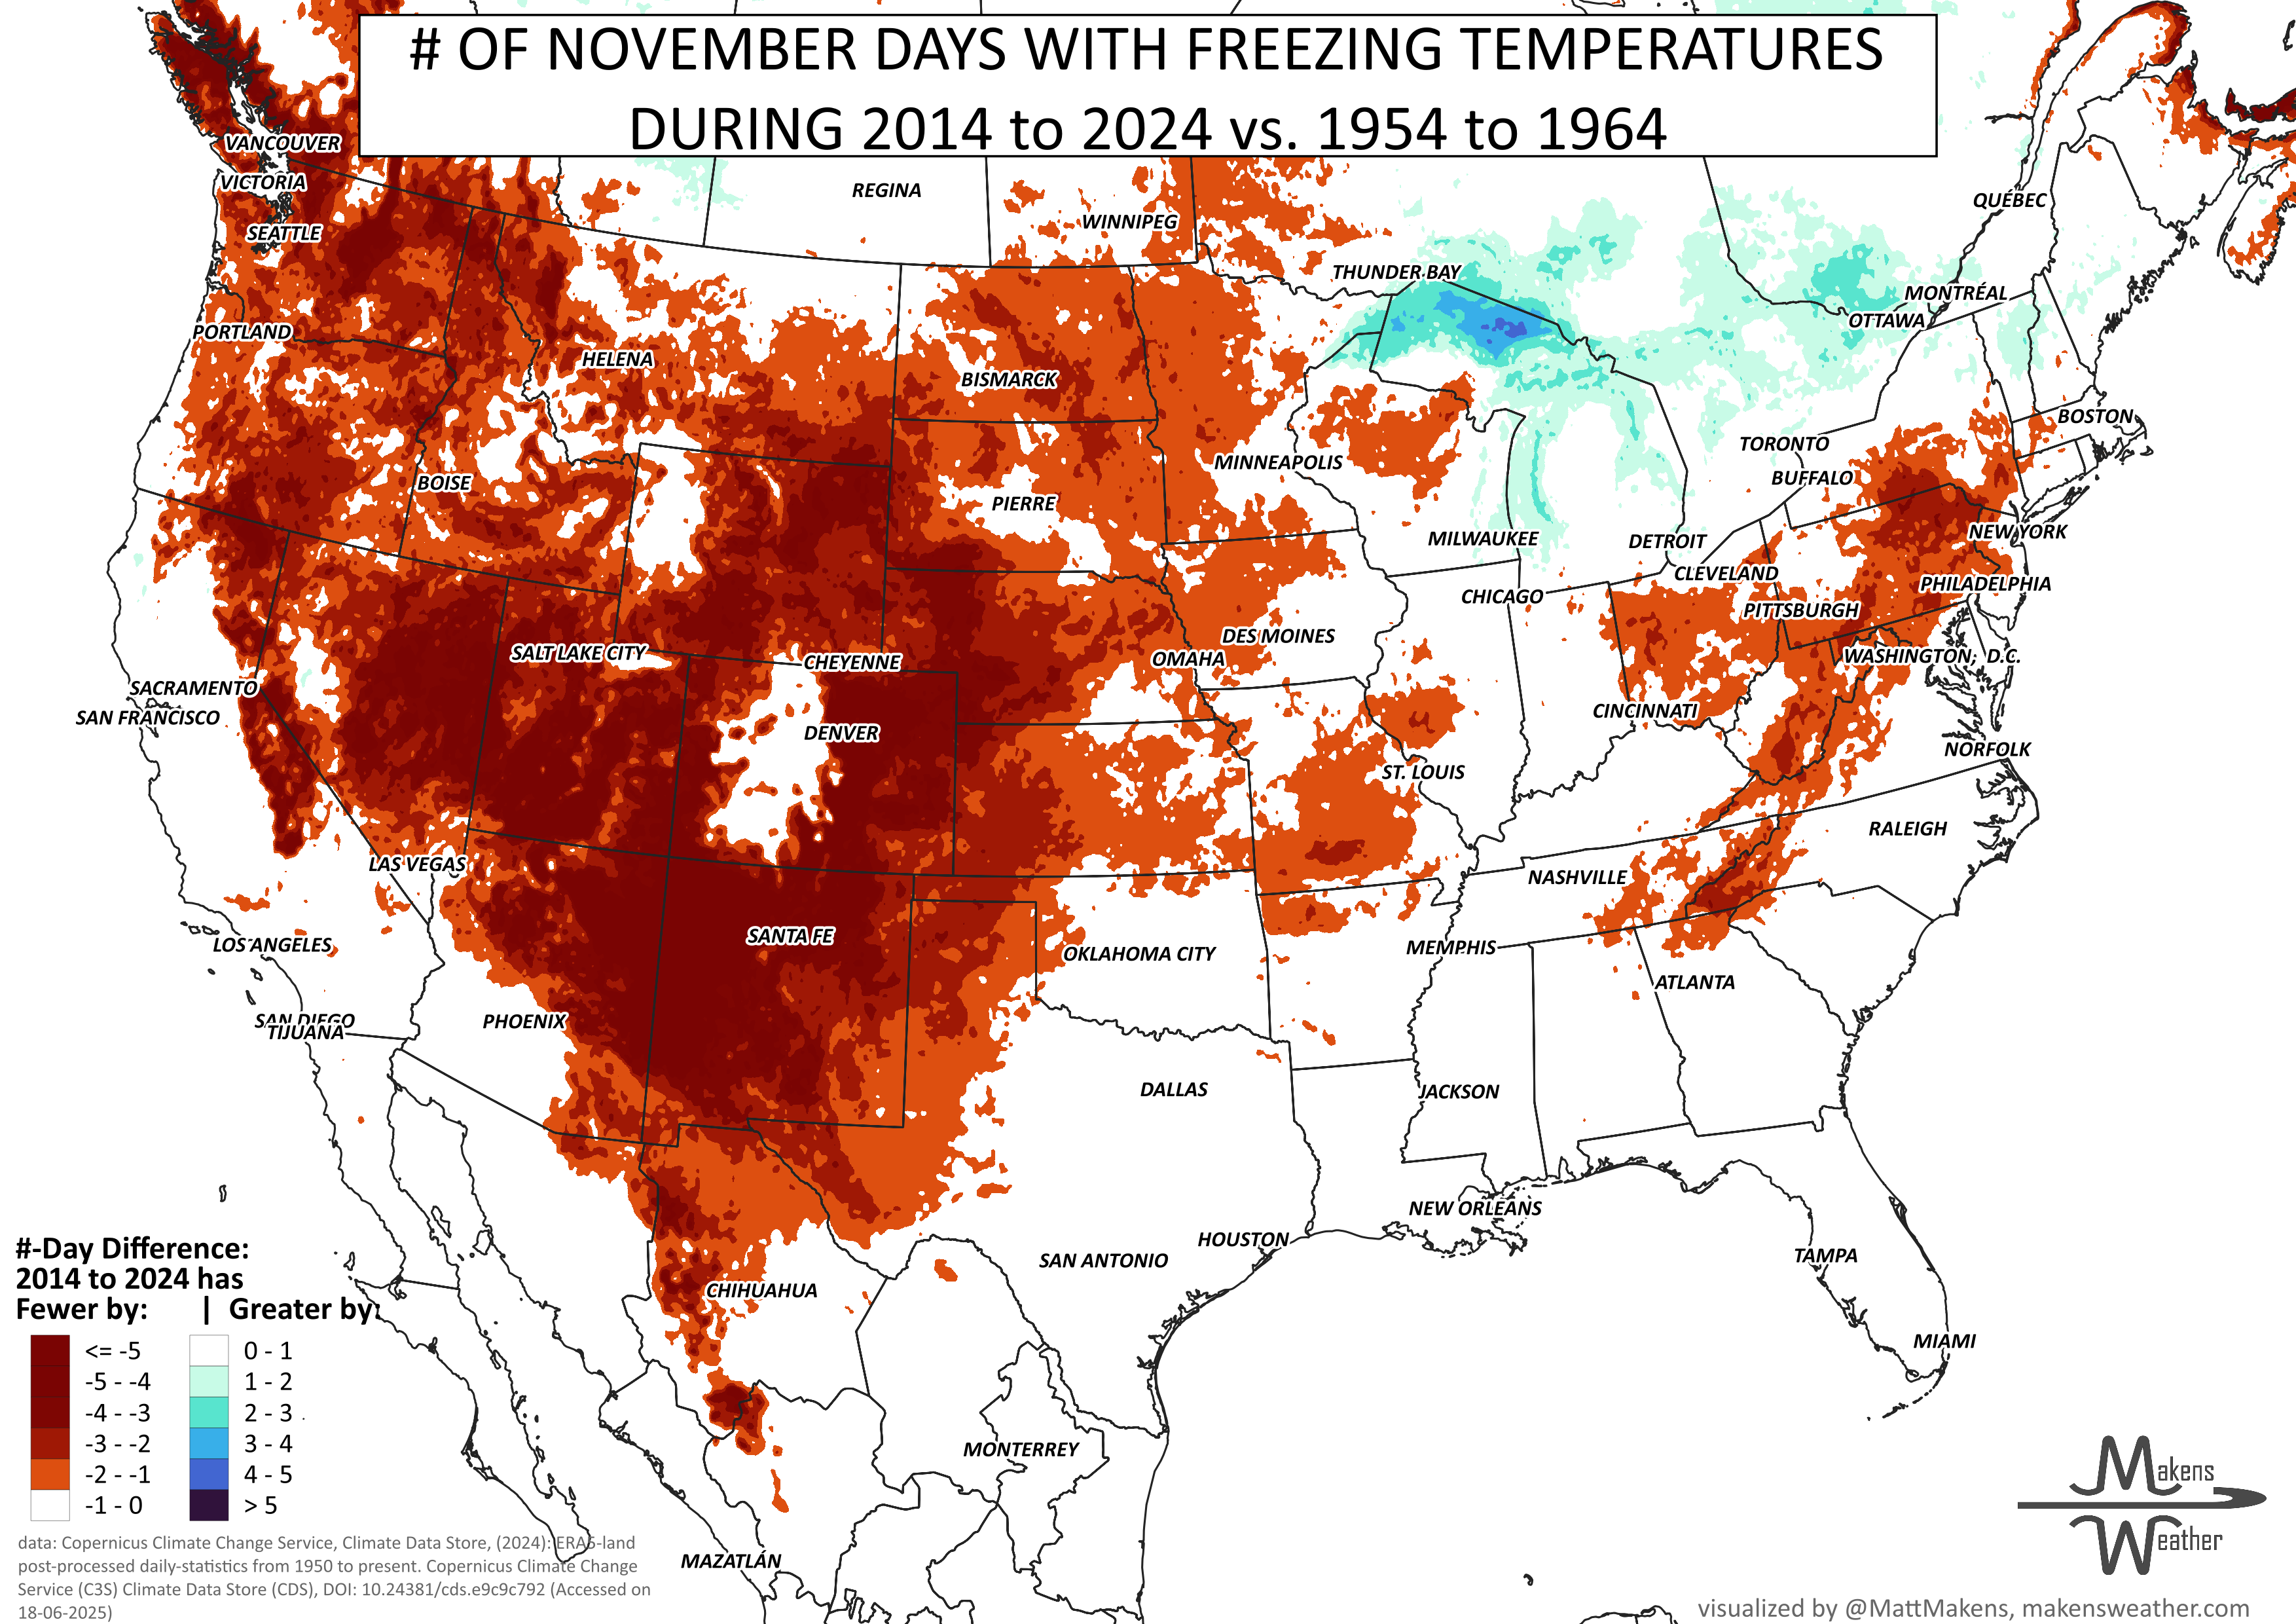 # OF NOVEMBER DAYS WITH FREEZING TEMPERATURES
DURING 2014 to 2024 vs. 1954 to 1964
VANCOUVER
VICTORIA
SEATTLE
PORTLAND
REGINA
WINNIPEG
THUNDER BAY
QUÉBEC
MONTRÉAL
OTTAWA
HELENA
BISMARCK
BOISE
PIERRE
MINNEAPOLIS
TORONTO
BUFFALO
BOSTON
MILWAUKEE
DETROIT
NEW YORK
CLEVELAND
CHICAGO
PHILADELPHIA
PITTSBURGH
SALT LAKE CITY
CHEYENNE
DES MOINES
OMAHA
WASHINGTON, D.C.
SACRAMENTO
SAN FRANCISCO
DENVER
CINCINNATI
NORFOLK
ST. LOUIS
RALEIGH
LAS VEGAS
NASHVILLE
LOS ANGELES
SANTA FE
OKLAHOMA CITY
MEMPHIS
ATLANTA
SAN DIEGO
TIJUANA
PHOENIX
DALLAS
JACKSON
NEW ORLEANS
HOUSTON
SAN ANTONIO
TAMPA
CHIHUAHUA
MIAMI
MONTERREY
MAZATLÁN
#-Day Difference:
2014 to 2024 has
Fewer by: | Greater by:
<= -5 0 - 1
-5 - -4 1 - 2
-4 - -3 2 - 3
-3 - -2 3 - 4
-2 - -1 4 - 5
-1 - 0 > 5
data: Copernicus Climate Change Service, Climate Data Store, (2024): ERA5-land
post-processed daily-statistics from 1950 to present. Copernicus Climate Change
Service (C3S) Climate Data Store (CDS), DOI: 10.24381/cds.e9c9c792 (Accessed on
18-06-2025)
Makens
Weather
visualized by @MattMakens, makensweather.com